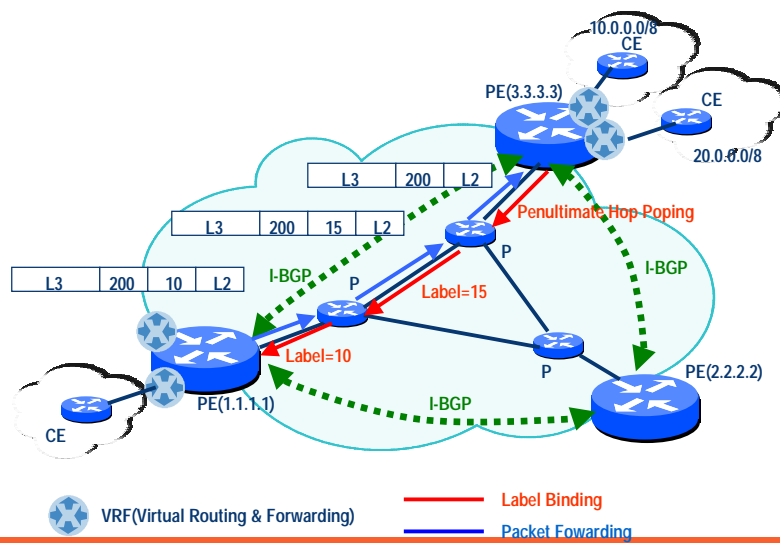 10.0.0.0/8
CE
PE(3.3.3.3)
CE
20.0.0.0/8
L3 200 L2
Penultimate Hop Poping
L3 200 15 L2
P
I-BGP
I-BGP
L3 200 10 L2
P
Label=15
Label=10
P
PE(2.2.2.2)
PE(1.1.1.1)
I-BGP
CE
VRF(Virtual Routing & Forwarding)
Label Binding
Packet Fowarding